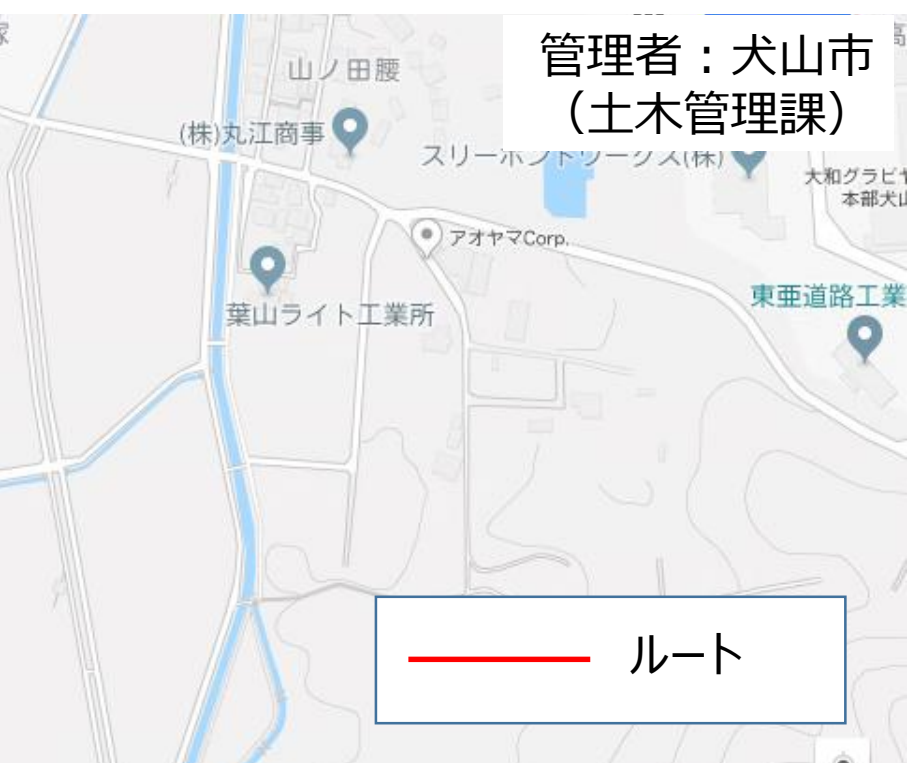 管理者：犬山市
（土木管理課）
山ノ田腰
(株)丸江商事
スリーボンドワークス(株)
大和グラビヤ
本部犬山
アオヤマCorp.
東亜道路工業
葉山ライト工業所
ルート